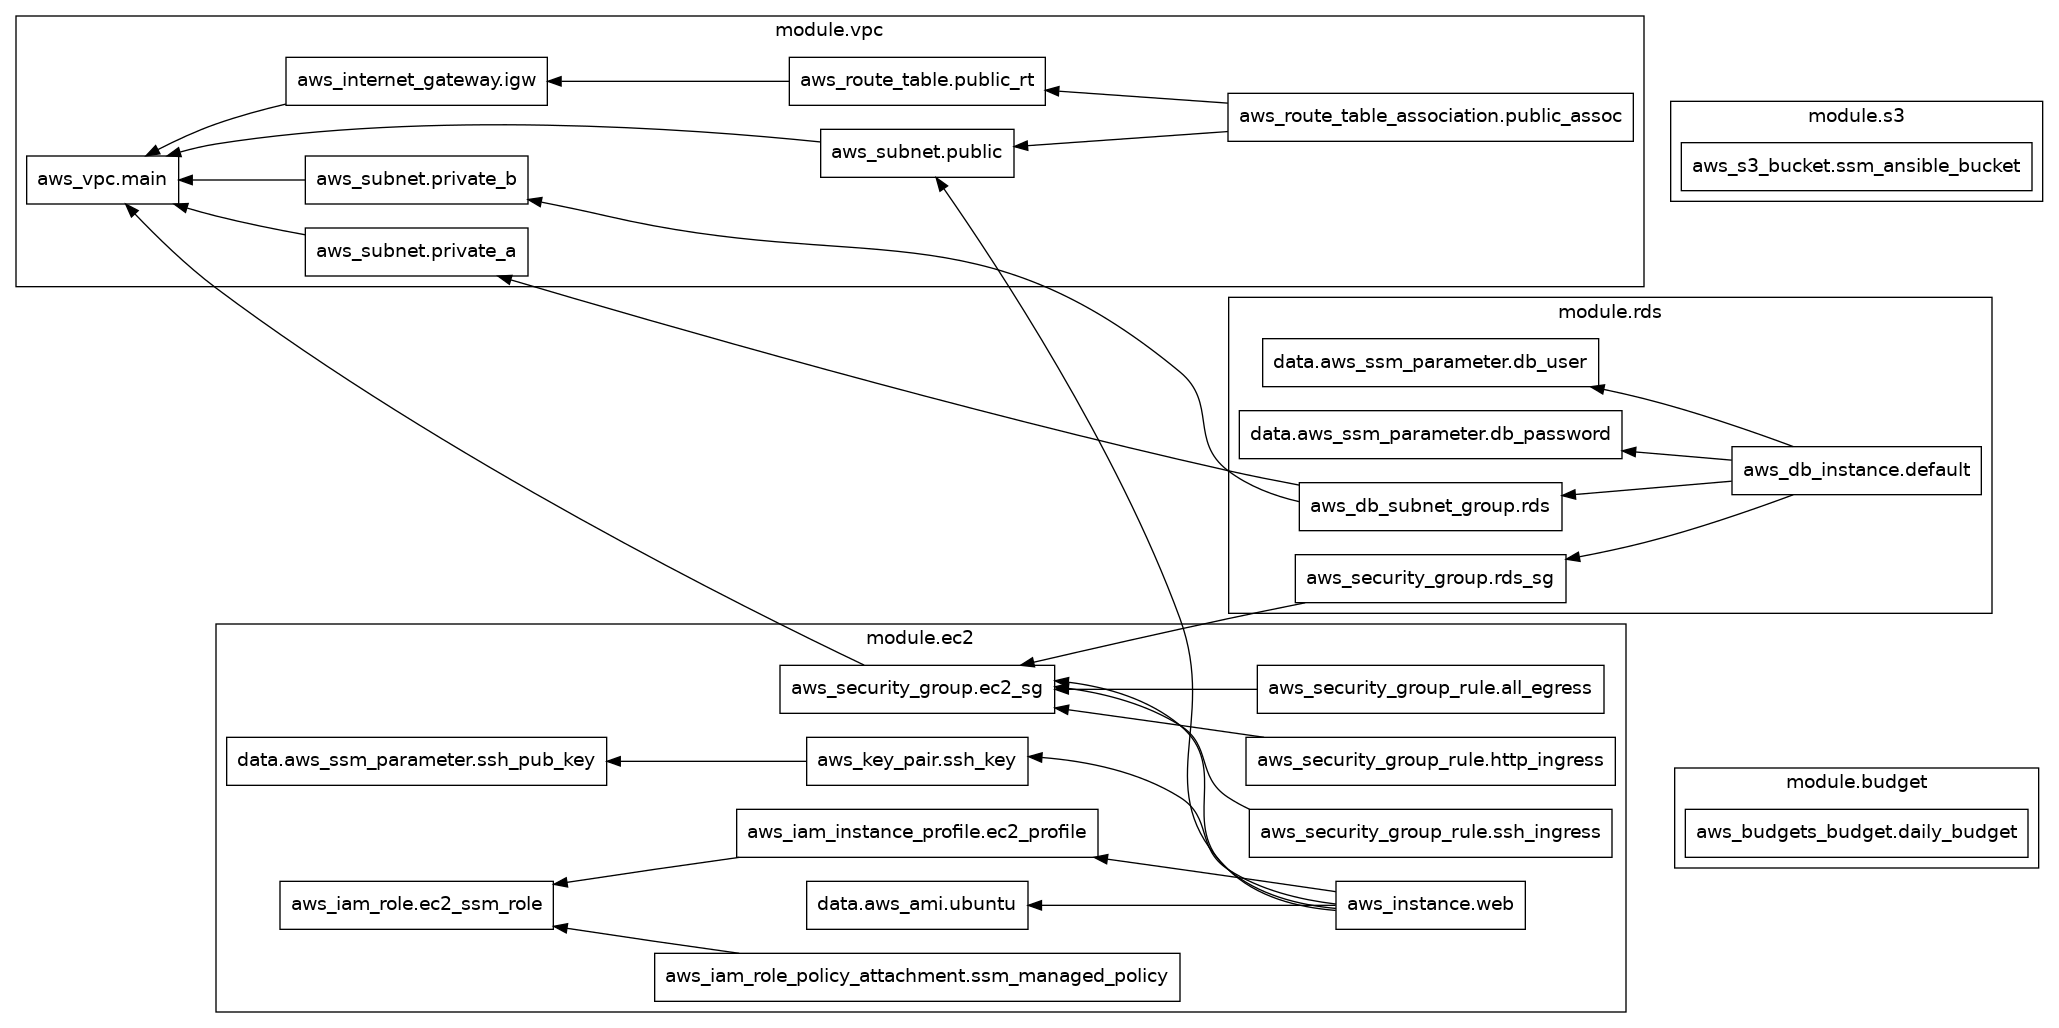 module.vpc
aws_internet_gateway.igw
aws_route_table.public_rt
aws_route_table_association.public_assoc
aws_subnet.public
aws_vpc.main
aws_subnet.private_b
aws_subnet.private_a
module.s3
aws_s3_bucket.ssm_ansible_bucket
module.rds
data.aws_ssm_parameter.db_user
data.aws_ssm_parameter.db_password
aws_db_instance.default
aws_db_subnet_group.rds
aws_security_group.rds_sg
module.ec2
aws_security_group.ec2_sg
aws_security_group_rule.all_egress
data.aws_ssm_parameter.ssh_pub_key
aws_key_pair.ssh_key
aws_security_group_rule.http_ingress
aws_iam_instance_profile.ec2_profile
aws_security_group_rule.ssh_ingress
aws_iam_role.ec2_ssm_role
data.aws_ami.ubuntu
aws_instance.web
aws_iam_role_policy_attachment.ssm_managed_policy
module.budget
aws_budgets_budget.daily_budget